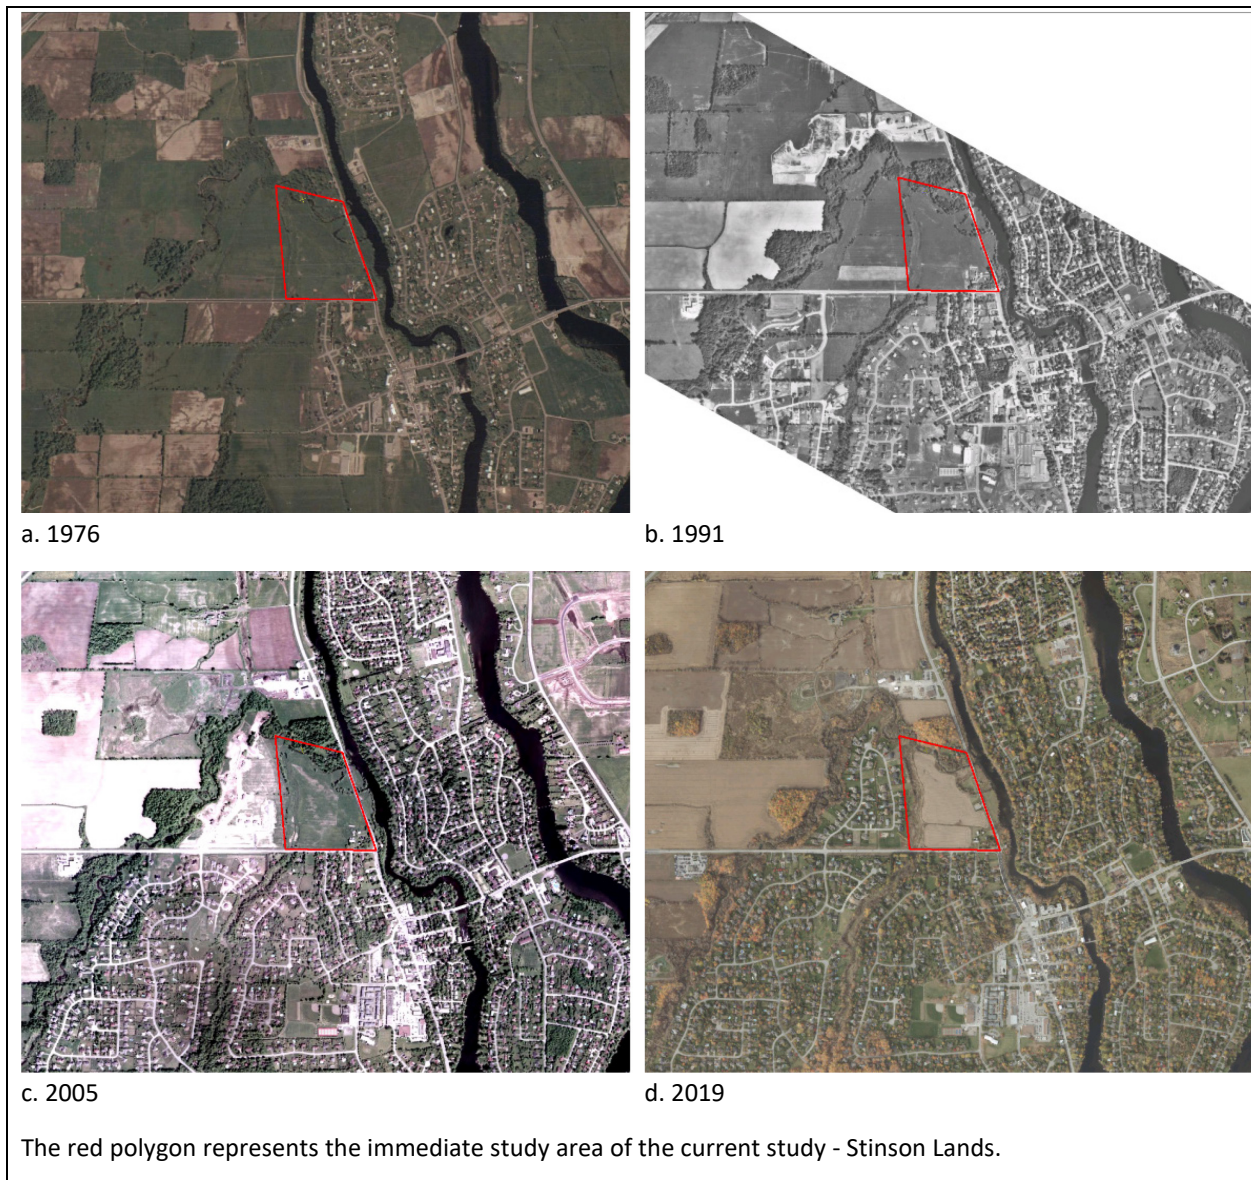 a. 1976
b. 1991
c. 2005
d. 2019
The red polygon represents the immediate study area of the current study - Stinson Lands.